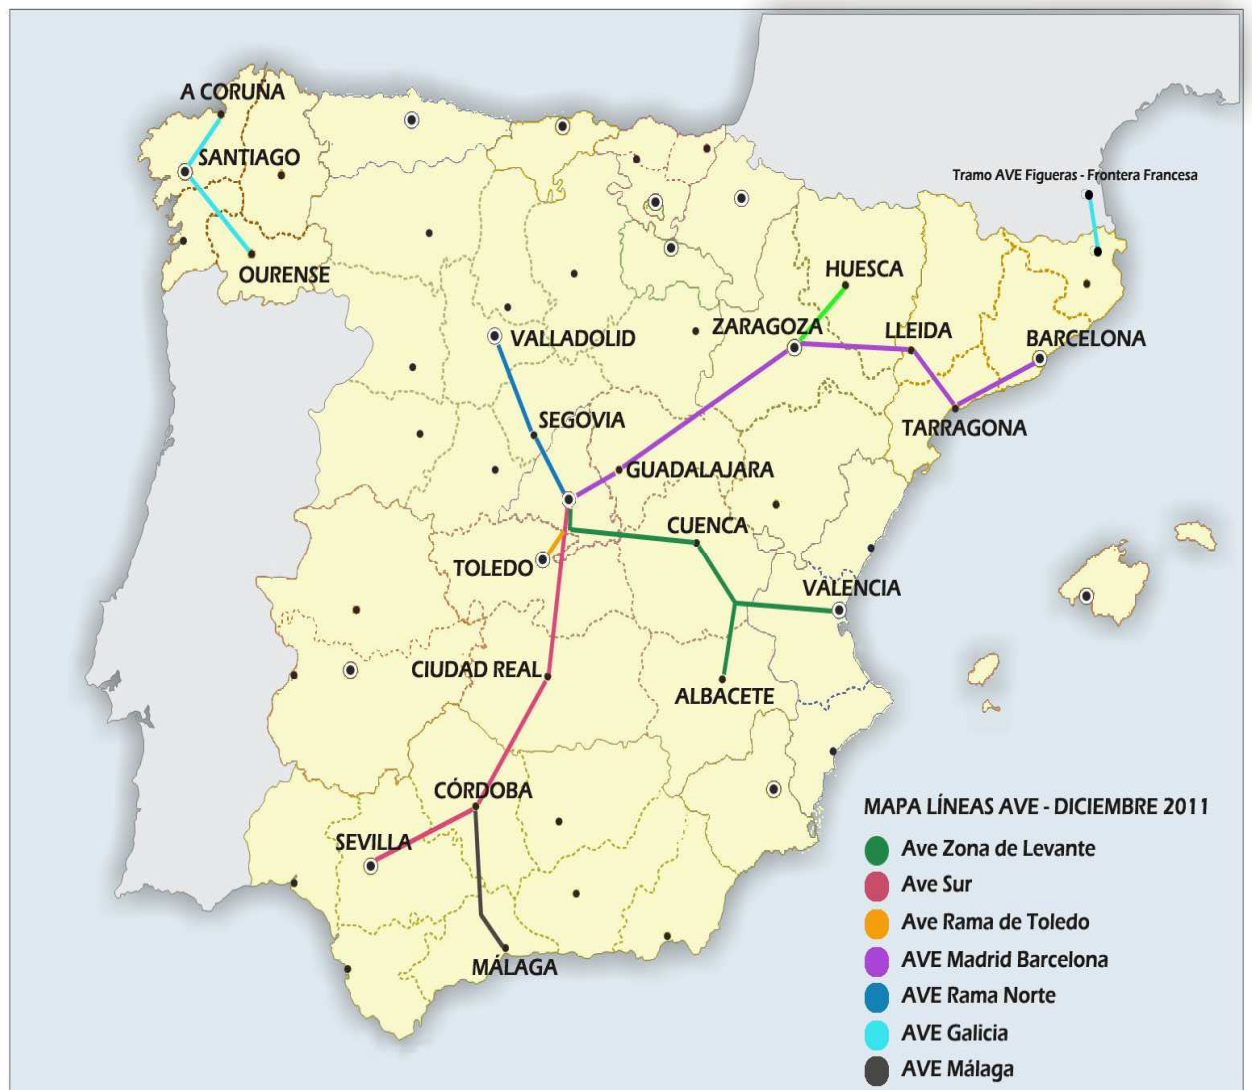 A CORUÑA
SANTIAGO
Tramo AVE Figueras - Frontera Francesa
OURENSE
HUESCA
ZARAGOZA
LLEIDA
BARCELONA
VALLADOLID
SEGOVIA
TARRAGONA
GUADALAJARA
CUENCA
TOLEDO
VALENCIA
CIUDAD REAL
ALBACETE
CÓRDOBA
SEVILLA
MÁLAGA
MAPA LÍNEAS AVE - DICIEMBRE 2011
Ave Zona de Levante
Ave Sur
Ave Rama de Toledo
AVE Madrid Barcelona
AVE Rama Norte
AVE Galicia
AVE Málaga